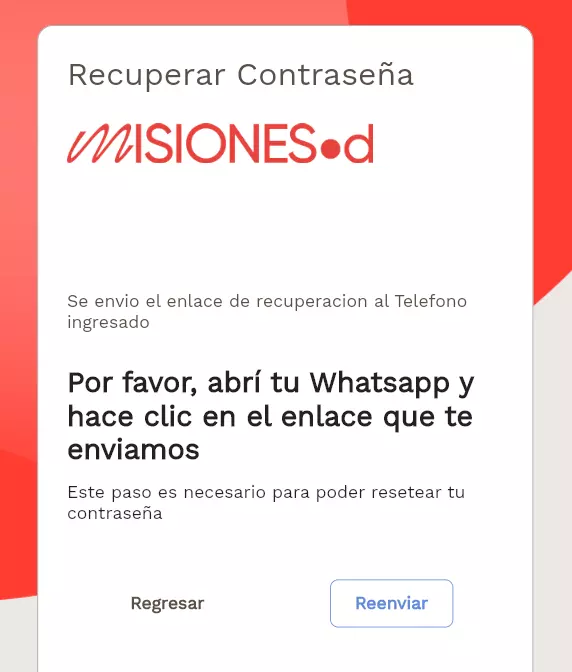 Recuperar Contraseña
MISIONES●d
Se envio el enlace de recuperacion al Telefono
ingresado
Por favor, abrí tu Whatsapp y
hace clic en el enlace que te
enviamos
Este paso es necesario para poder resetear tu
contraseña
Regresar
Reenviar